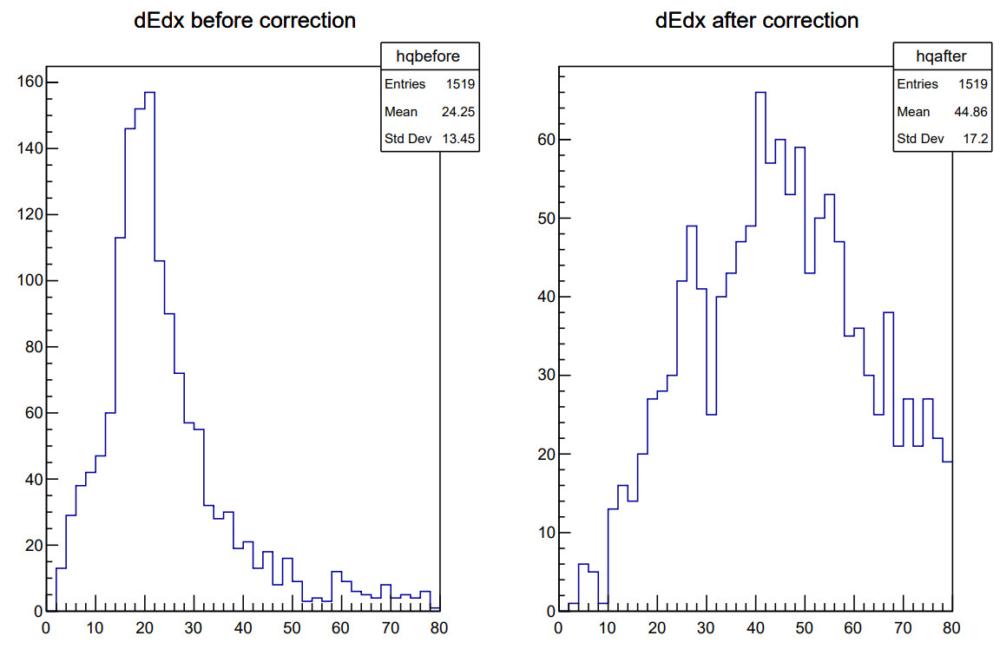 dEdx before correction
hqbefore
Entries 1519
Mean 24.25
Std Dev 13.45
160
140
120
100
80
60
40
20
0
0 10 20 30 40 50 60 70 80
dEdx after correction
hqafter
Entries 1519
Mean 44.86
Std Dev 17.2
60
50
40
30
20
10
0
0 10 20 30 40 50 60 70 80